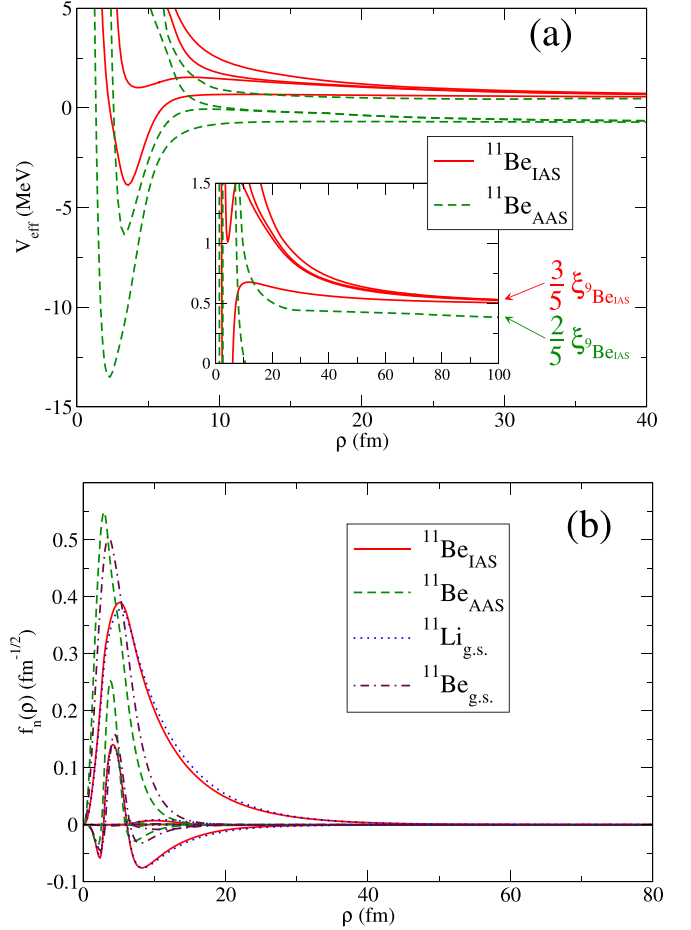 (a)
5
0
-5
-10
-15
V_eff (MeV)
0
10
20
30
40
ρ (fm)
^11Be_IAS
^11Be_AAS
1.5
1
0.5
0
0
20
40
60
80
100
3/5 ξ_9Be_IAS
2/5 ξ_9Be_IAS
(b)
0.5
0.4
0.3
0.2
0.1
0
-0.1
f_n(ρ) (fm^-1/2)
^11Be_IAS
^11Be_AAS
^11Li_g.s.
^11Be_g.s.
0
20
40
60
80
ρ (fm)